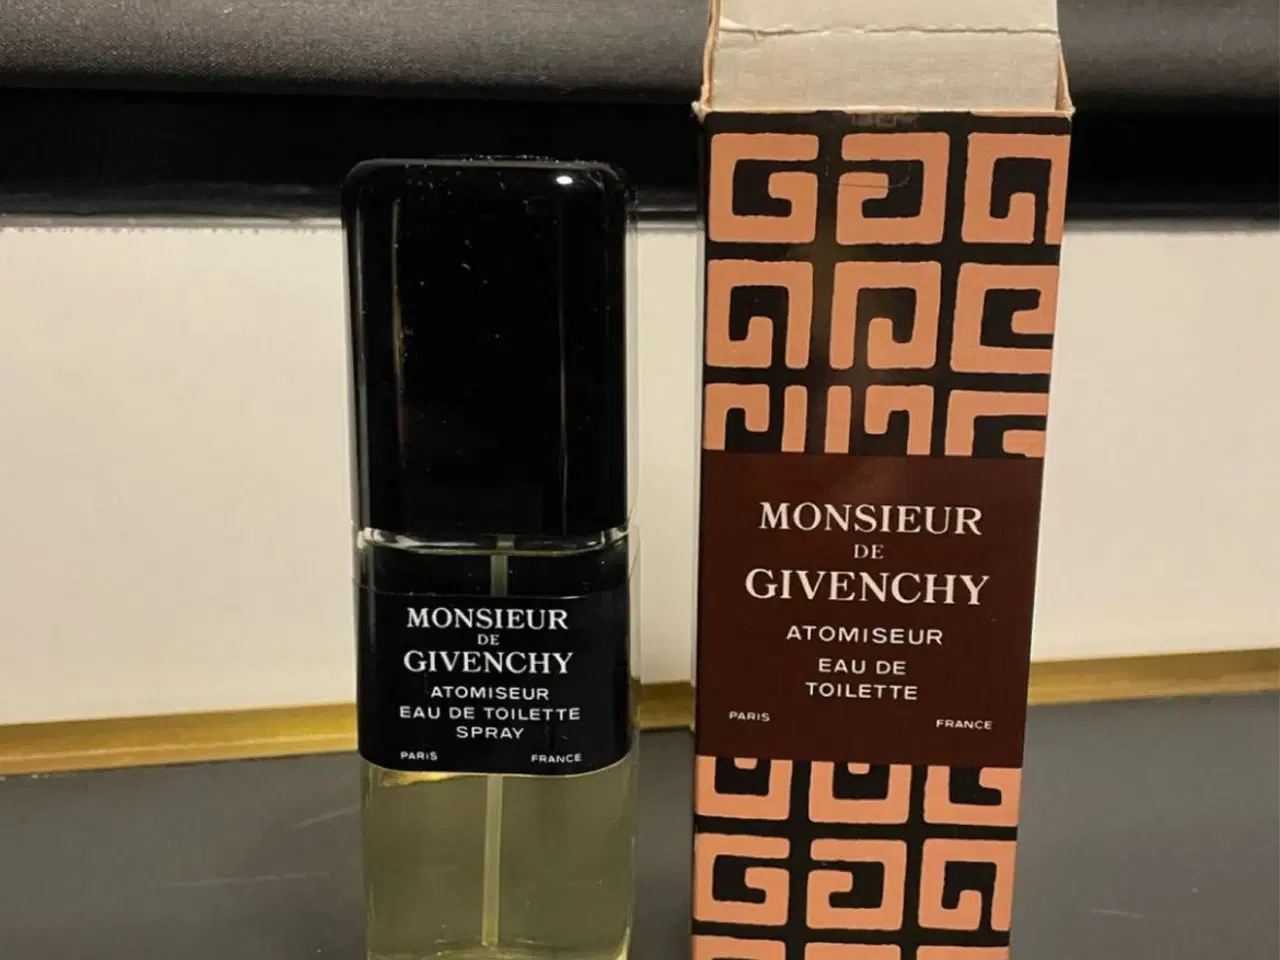 MONSIEUR
DE
GIVENCHY
ATOMISEUR
EAU DE TOILETTE
SPRAY
PARIS FRANCE
MONSIEUR
DE
GIVENCHY
ATOMISEUR
EAU DE
TOILETTE
PARIS FRANCE